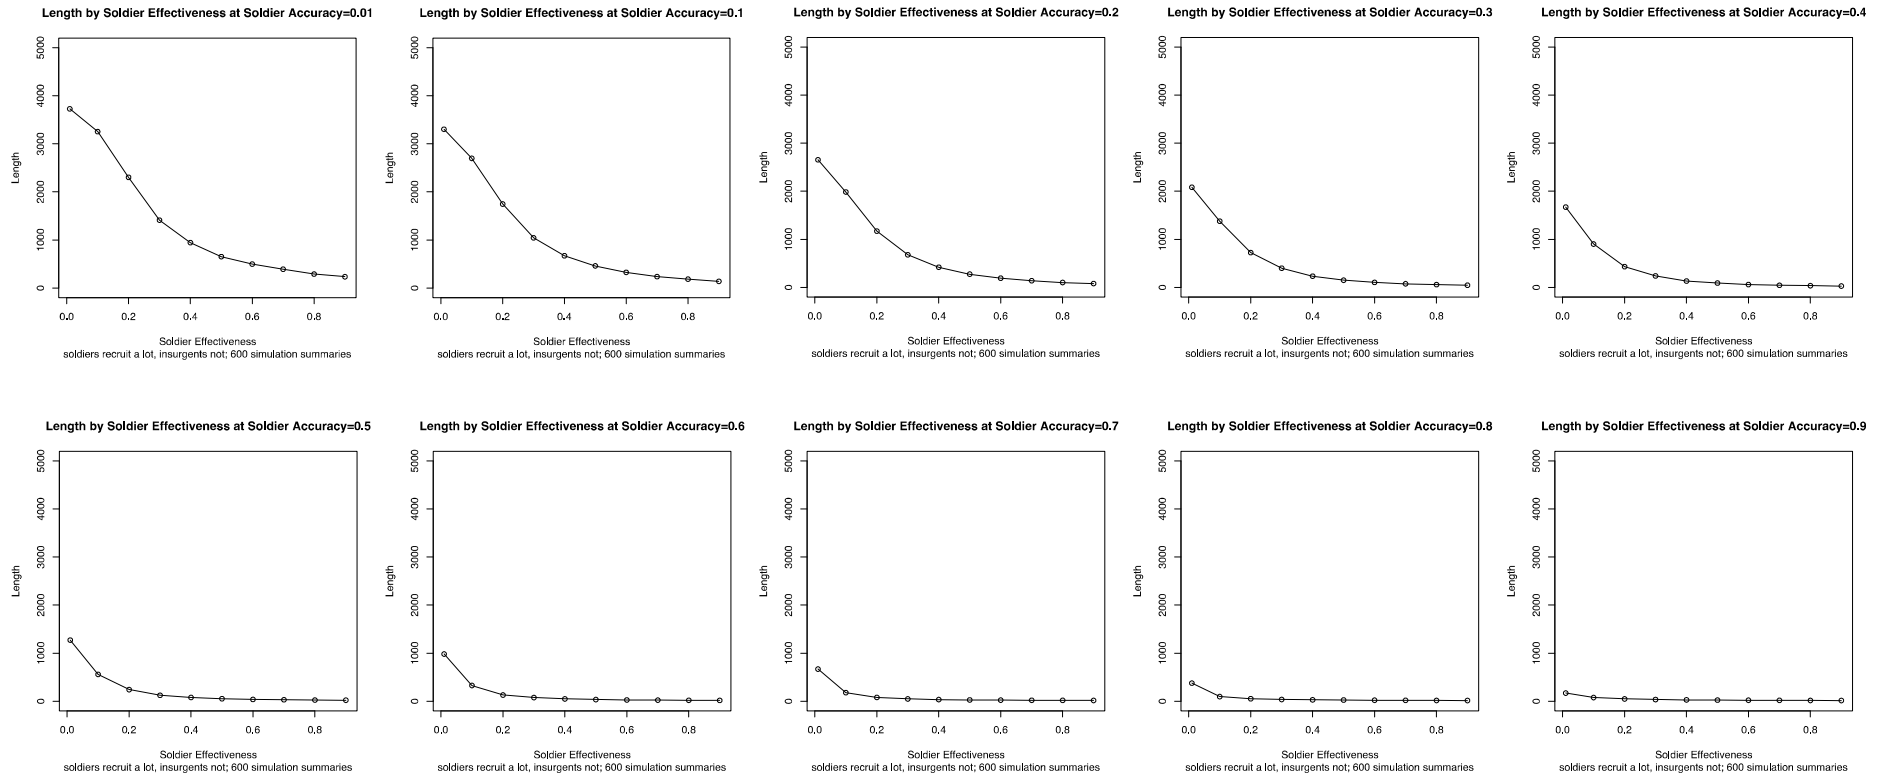 Length by Soldier Effectiveness at Soldier Accuracy=0.01
5000
4000
3000
2000
1000
0
Length
0.0 0.2 0.4 0.6 0.8
Soldier Effectiveness
soldiers recruit a lot, insurgents not; 600 simulation summaries
Length by Soldier Effectiveness at Soldier Accuracy=0.1
5000
4000
3000
2000
1000
0
Length
0.0 0.2 0.4 0.6 0.8
Soldier Effectiveness
soldiers recruit a lot, insurgents not; 600 simulation summaries
Length by Soldier Effectiveness at Soldier Accuracy=0.2
5000
4000
3000
2000
1000
0
Length
0.0 0.2 0.4 0.6 0.8
Soldier Effectiveness
soldiers recruit a lot, insurgents not; 600 simulation summaries
Length by Soldier Effectiveness at Soldier Accuracy=0.3
5000
4000
3000
2000
1000
0
Length
0.0 0.2 0.4 0.6 0.8
Soldier Effectiveness
soldiers recruit a lot, insurgents not; 600 simulation summaries
Length by Soldier Effectiveness at Soldier Accuracy=0.4
5000
4000
3000
2000
1000
0
Length
0.0 0.2 0.4 0.6 0.8
Soldier Effectiveness
soldiers recruit a lot, insurgents not; 600 simulation summaries
Length by Soldier Effectiveness at Soldier Accuracy=0.5
5000
4000
3000
2000
1000
0
Length
0.0 0.2 0.4 0.6 0.8
Soldier Effectiveness
soldiers recruit a lot, insurgents not; 600 simulation summaries
Length by Soldier Effectiveness at Soldier Accuracy=0.6
5000
4000
3000
2000
1000
0
Length
0.0 0.2 0.4 0.6 0.8
Soldier Effectiveness
soldiers recruit a lot, insurgents not; 600 simulation summaries
Length by Soldier Effectiveness at Soldier Accuracy=0.7
5000
4000
3000
2000
1000
0
Length
0.0 0.2 0.4 0.6 0.8
Soldier Effectiveness
soldiers recruit a lot, insurgents not; 600 simulation summaries
Length by Soldier Effectiveness at Soldier Accuracy=0.8
5000
4000
3000
2000
1000
0
Length
0.0 0.2 0.4 0.6 0.8
Soldier Effectiveness
soldiers recruit a lot, insurgents not; 600 simulation summaries
Length by Soldier Effectiveness at Soldier Accuracy=0.9
5000
4000
3000
2000
1000
0
Length
0.0 0.2 0.4 0.6 0.8
Soldier Effectiveness
soldiers recruit a lot, insurgents not; 600 simulation summaries